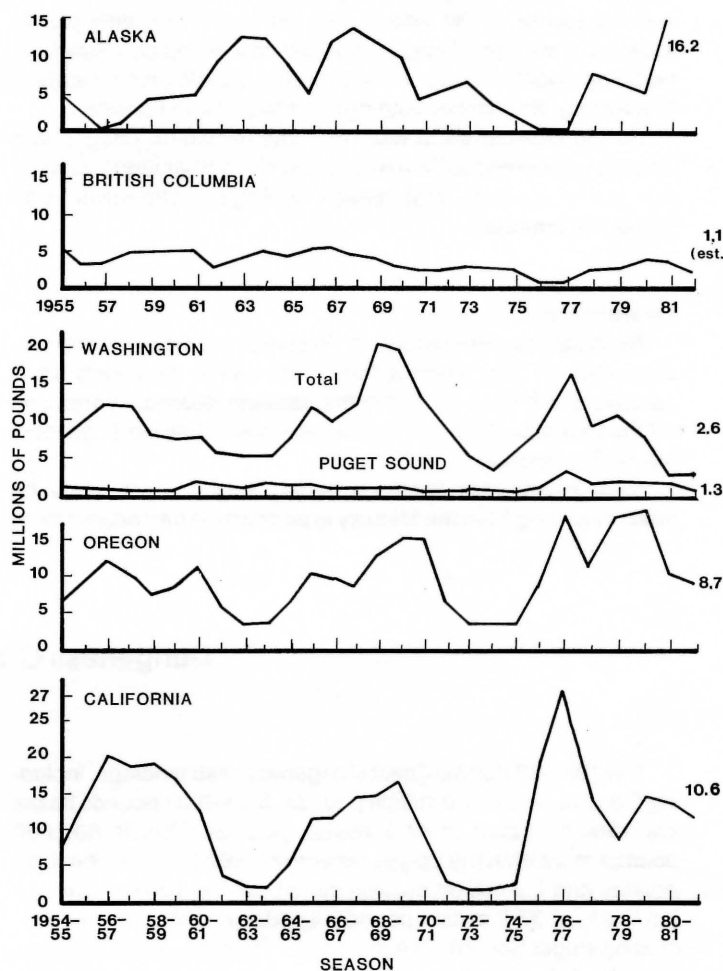 15
ALASKA
16,2
10
5
0
15
BRITISH COLUMBIA
10
1,1
(est.
5
0
1955 57 59 61 63 65 67 69 71 73 75 77 79 81
MILLIONS OF POUNDS
20
WASHINGTON
Total
15
10
2.6
PUGET SOUND
5
0
1.3
OREGON
15
10
8,7
5
0
27
CALIFORNIA
25
20
15
10.6
10
5
0
1954– 56– 58– 60– 62– 64– 66– 68– 70– 72– 74– 76– 78– 80–
55 57 59 61 63 65 67 69 71 73 75 77 79 81
SEASON